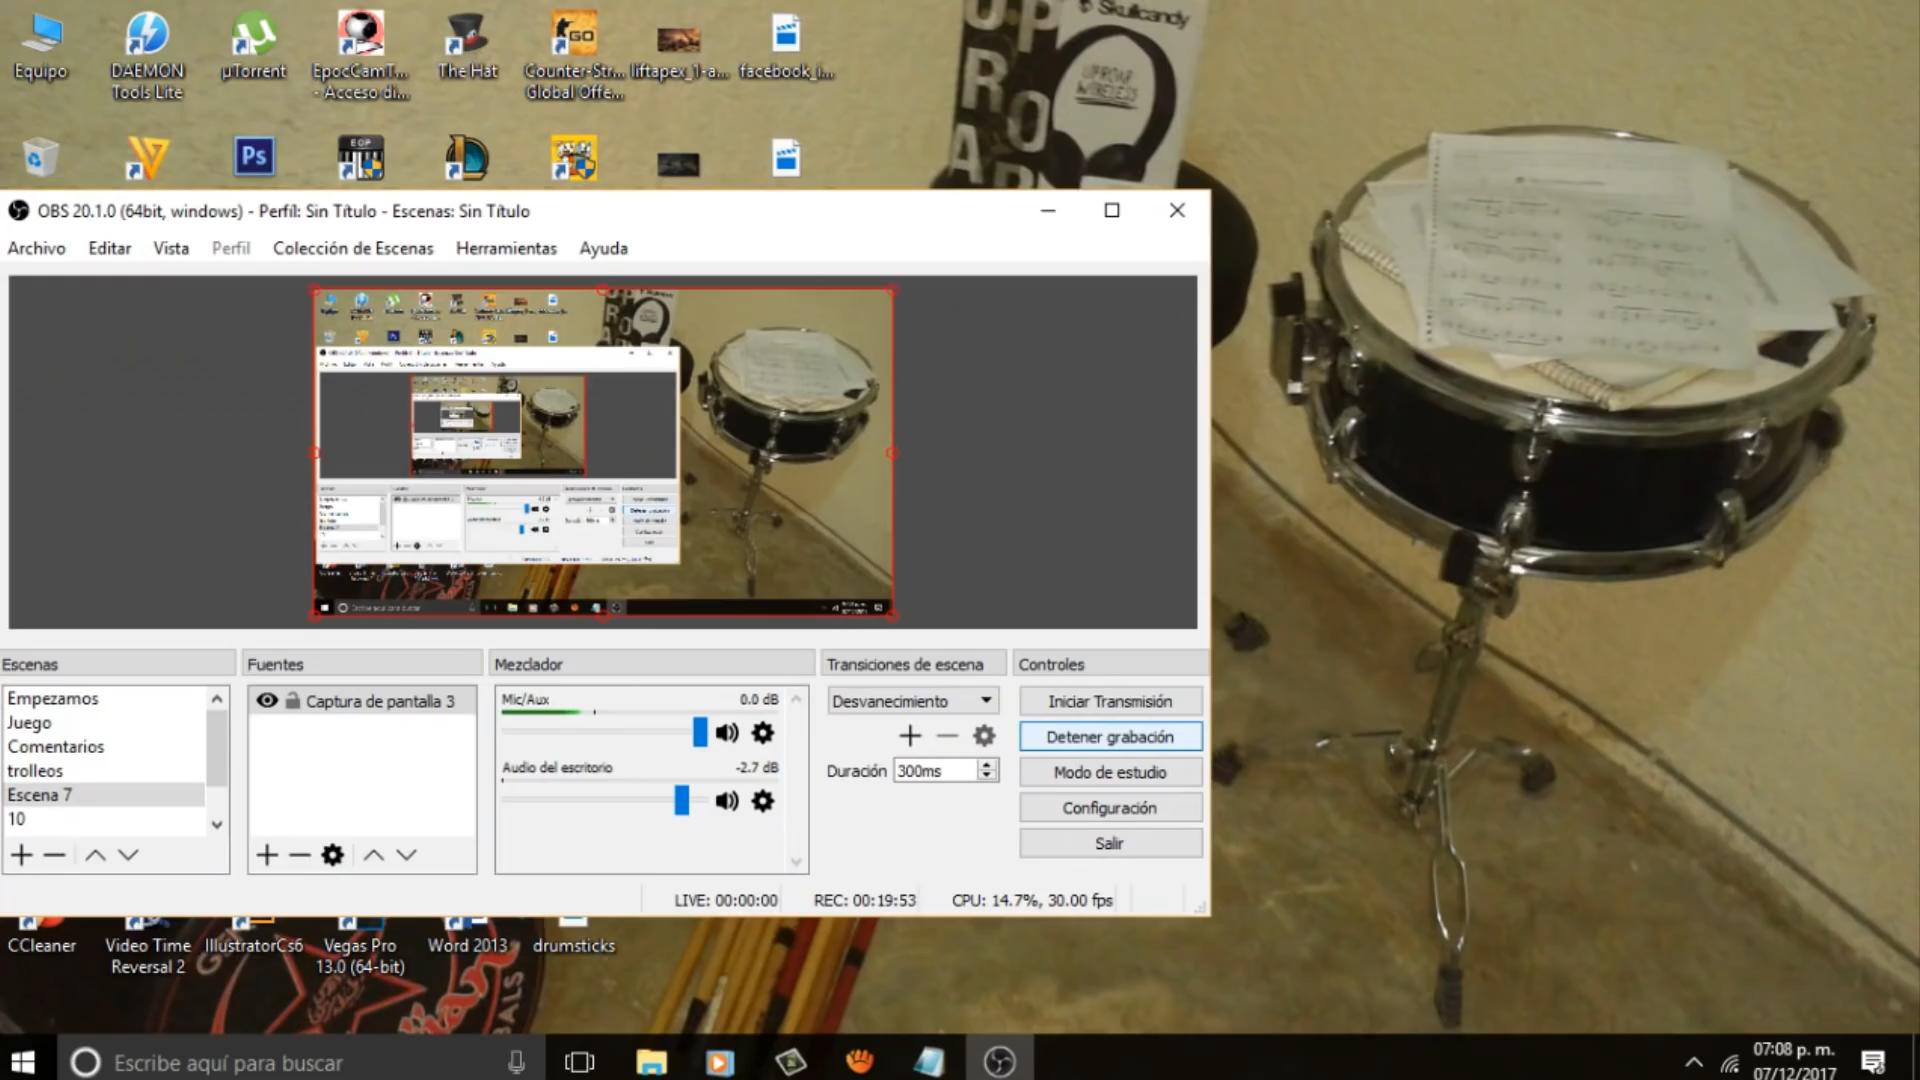 UPROAR
Skullcandy
UPROAR
WIRELESS
Equipo
DAEMON
Tools Lite
µTorrent
EpocCamT...
- Acceso di...
The Hat
Counter-Str...
Global Offe...
liftapex_1-a...
facebook_i...
Ps
EOP
OBS 20.1.0 (64bit, windows) - Perfil: Sin Título - Escenas: Sin Título
Archivo
Editar
Vista
Perfil
Colección de Escenas
Herramientas
Ayuda
Escenas
Empezamos
Juego
Comentarios
trolleos
Escena 7
10
Fuentes
Captura de pantalla 3
Mezclador
Mic/Aux
0.0 dB
Audio del escritorio
-2.7 dB
Transiciones de escena
Desvanecimiento
Duración
300ms
Controles
Iniciar Transmisión
Detener grabación
Modo de estudio
Configuración
Salir
LIVE: 00:00:00
REC: 00:19:53
CPU: 14.7%, 30.00 fps
CCleaner
Video Time
Reversal 2
IllustratorCs6
Vegas Pro
13.0 (64-bit)
Word 2013
drumsticks
Escribe aquí para buscar
07:08 p. m.
07/12/2017